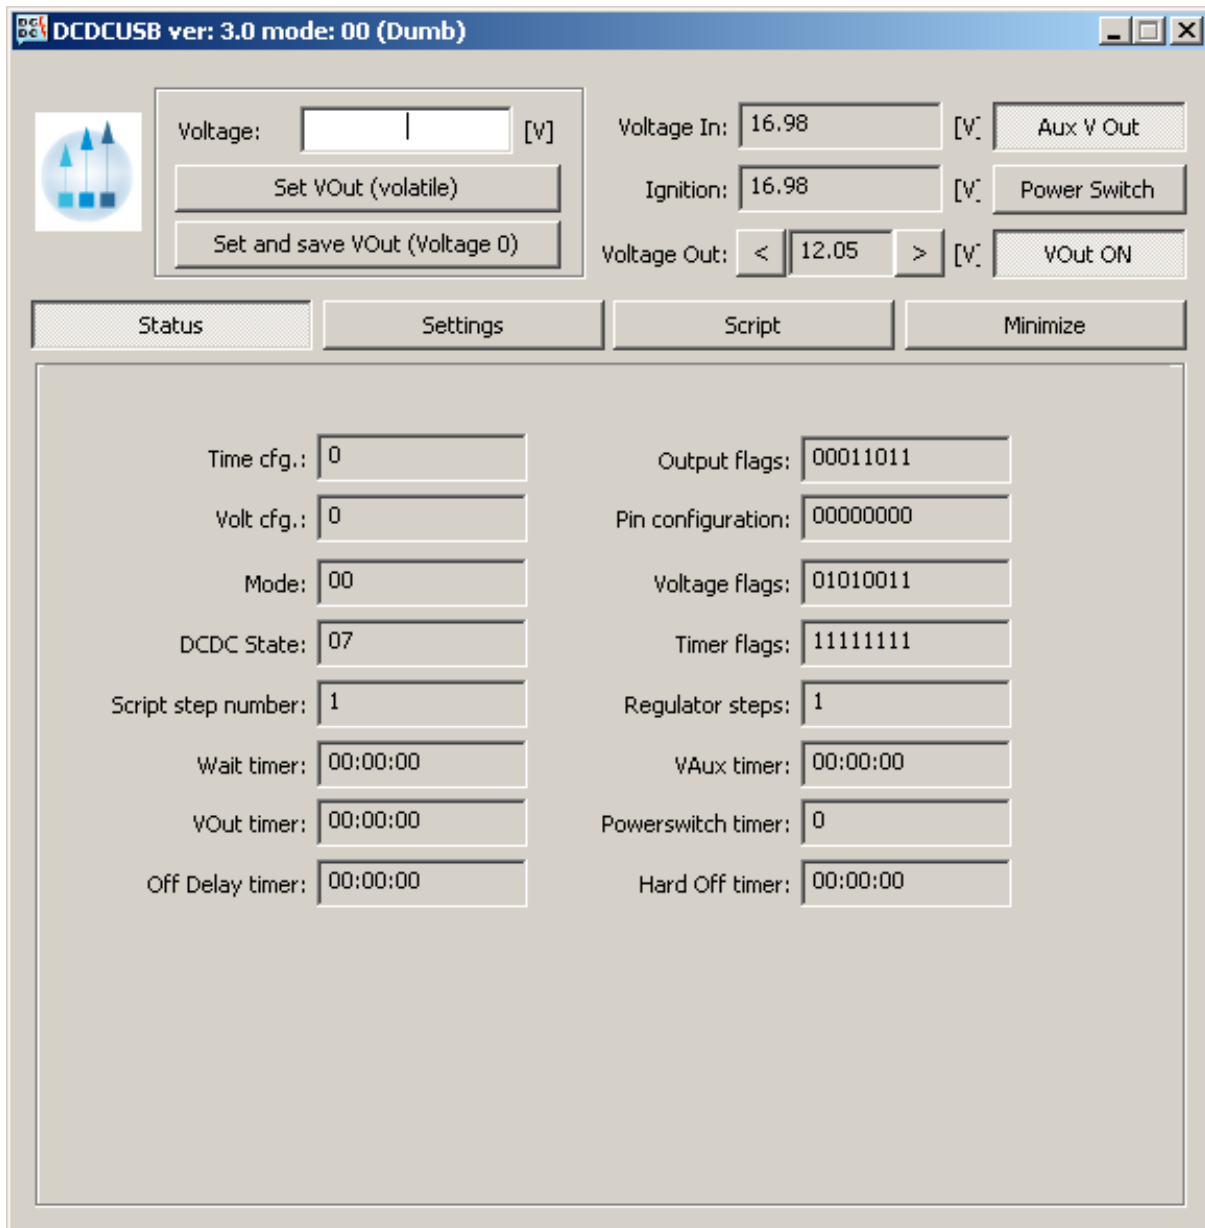 DCDCUSB ver: 3.0 mode: 00 (Dumb)
Voltage: [V]
Set VOut (volatile)
Set and save VOut (Voltage 0)
Voltage In: 16.98 [V] Aux V Out
Ignition: 16.98 [V] Power Switch
Voltage Out: < 12.05 > [V] VOut ON
Status Settings Script Minimize
Time cfg.: 0 Output flags: 00011011
Volt cfg.: 0 Pin configuration: 00000000
Mode: 00 Voltage flags: 01010011
DCDC State: 07 Timer flags: 11111111
Script step number: 1 Regulator steps: 1
Wait timer: 00:00:00 VAux timer: 00:00:00
VOut timer: 00:00:00 Powerswitch timer: 0
Off Delay timer: 00:00:00 Hard Off timer: 00:00:00